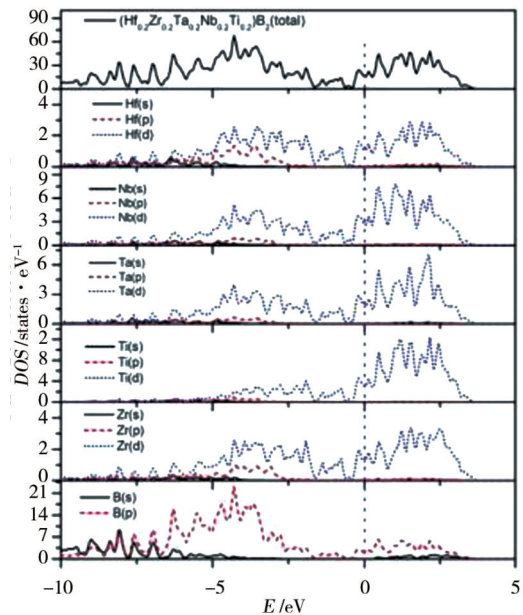 (Hf0.2Zr0.2Ta0.2Nb0.2Ti0.2)B2(total)
90
60
30
0
Hf(s)
Hf(p)
Hf(d)
4
2
0
Nb(s)
Nb(p)
Nb(d)
9
6
3
0
Ta(s)
Ta(p)
Ta(d)
6
3
0
Ti(s)
Ti(p)
Ti(d)
2
8
4
0
Zr(s)
Zr(p)
Zr(d)
4
2
0
B(s)
B(p)
21
14
7
0
−10
−5
0
5
DOS/states·eV⁻¹
E/eV